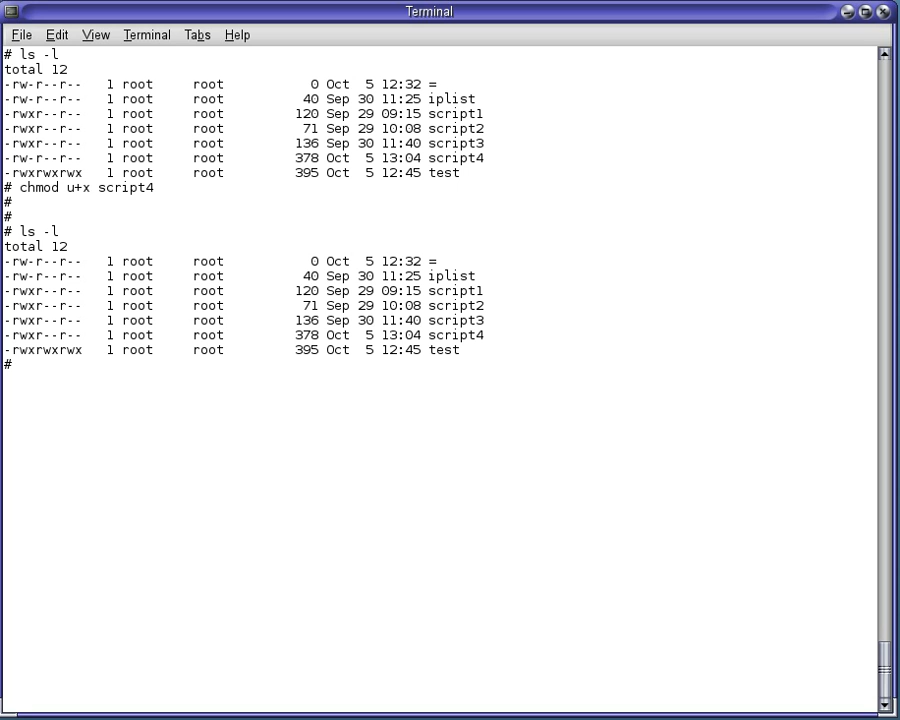 Terminal
File Edit View Terminal Tabs Help
# ls -l
total 12
-rw-r--r--   1 root     root           0 Oct  5 12:32 =
-rw-r--r--   1 root     root          40 Sep 30 11:25 iplist
-rwxr--r--   1 root     root         120 Sep 29 09:15 script1
-rwxr--r--   1 root     root          71 Sep 29 10:08 script2
-rwxr--r--   1 root     root         136 Sep 30 11:40 script3
-rw-r--r--   1 root     root         378 Oct  5 13:04 script4
-rwxrwxrwx   1 root     root         395 Oct  5 12:45 test
# chmod u+x script4
#
#
# ls -l
total 12
-rw-r--r--   1 root     root           0 Oct  5 12:32 =
-rw-r--r--   1 root     root          40 Sep 30 11:25 iplist
-rwxr--r--   1 root     root         120 Sep 29 09:15 script1
-rwxr--r--   1 root     root          71 Sep 29 10:08 script2
-rwxr--r--   1 root     root         136 Sep 30 11:40 script3
-rwxr--r--   1 root     root         378 Oct  5 13:04 script4
-rwxrwxrwx   1 root     root         395 Oct  5 12:45 test
#